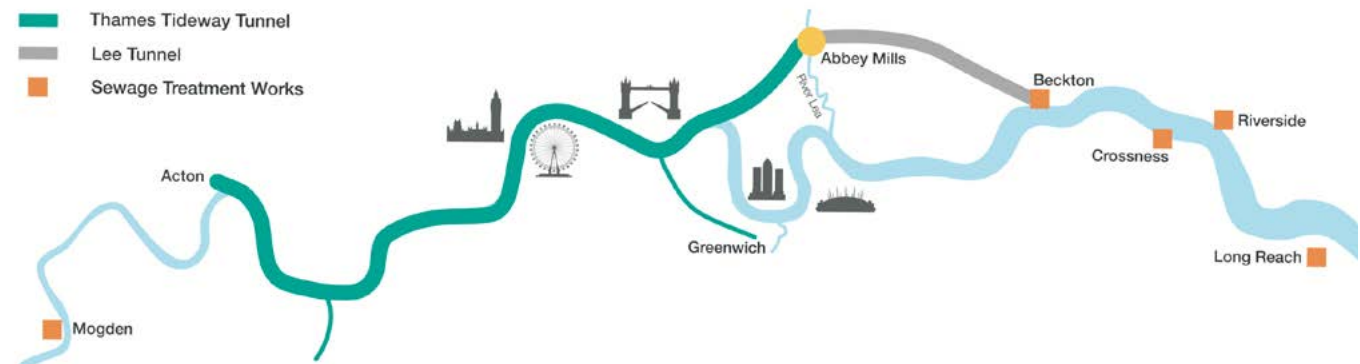 Thames Tideway Tunnel
Lee Tunnel
Sewage Treatment Works
Abbey Mills
River Lea
Beckton
Riverside
Crossness
Acton
Greenwich
Long Reach
Mogden